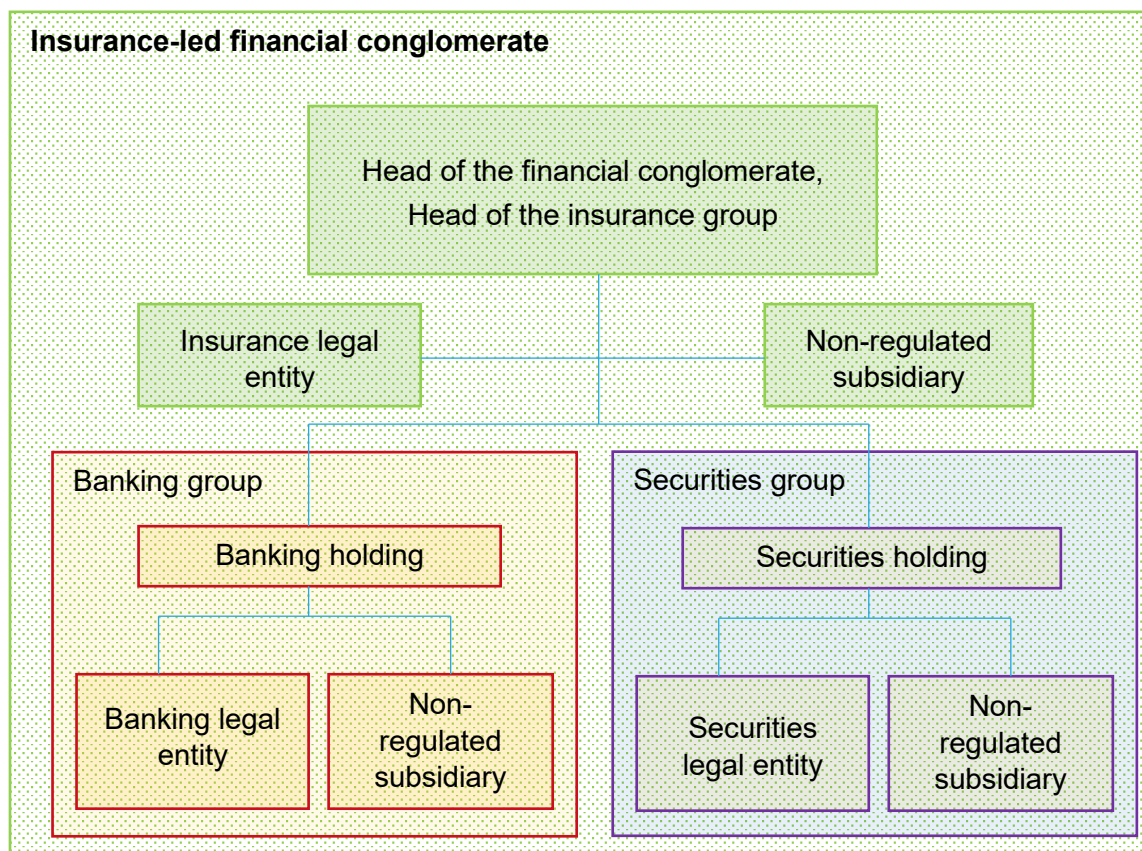 Insurance-led financial conglomerate
Head of the financial conglomerate,
Head of the insurance group
Insurance legal
entity
Non-regulated
subsidiary
Banking group
Banking holding
Banking legal
entity
Non-
regulated
subsidiary
Securities group
Securities holding
Securities
legal entity
Non-
regulated
subsidiary